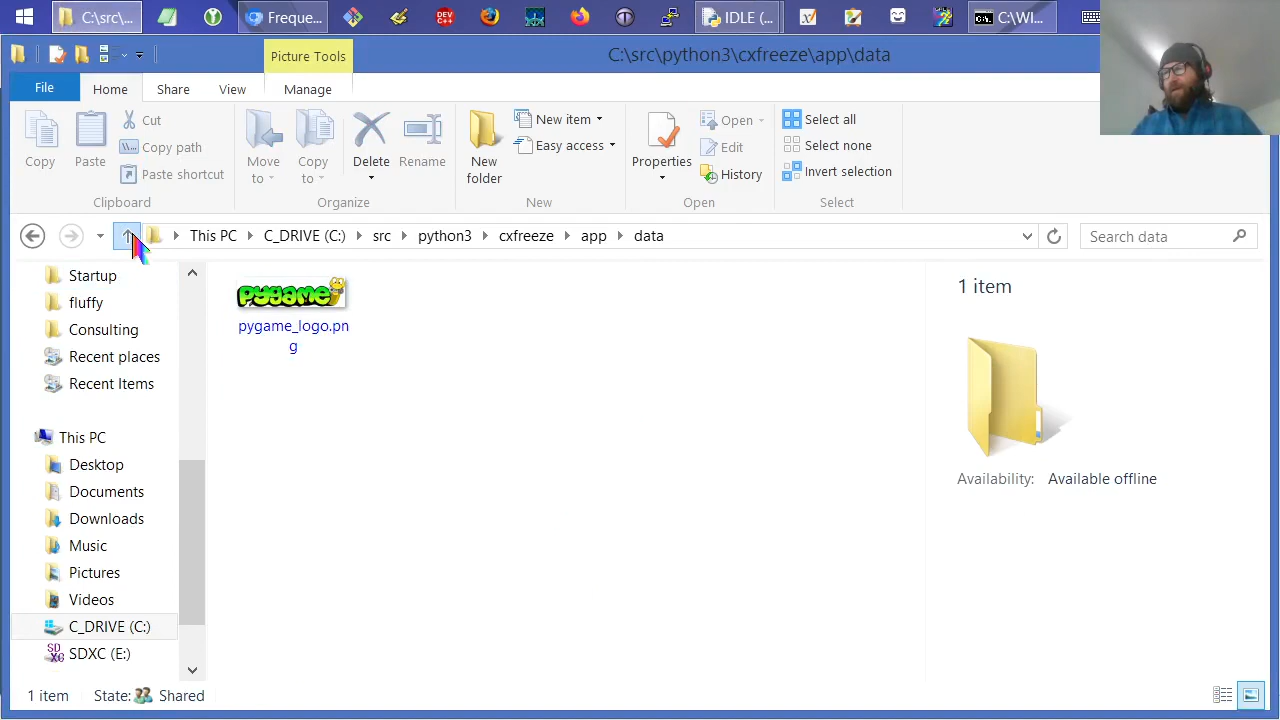 C:\src\...
Freque...
DEV C++
IDLE (...
C:\WI...
Picture Tools
C:\src\python3\cxfreeze\app\data
File
Home
Share
View
Manage
Copy
Paste
Cut
Copy path
Paste shortcut
Clipboard
Move to
Copy to
Delete
Rename
Organize
New folder
New item
Easy access
New
Properties
Open
Edit
History
Open
Select all
Select none
Invert selection
Select
This PC
C_DRIVE (C:)
src
python3
cxfreeze
app
data
Search data
Startup
fluffy
Consulting
Recent places
Recent Items
This PC
Desktop
Documents
Downloads
Music
Pictures
Videos
C_DRIVE (C:)
SD XC
SDXC (E:)
pygame
pygame_logo.pn
g
1 item
Availability: Available offline
1 item
State: Shared